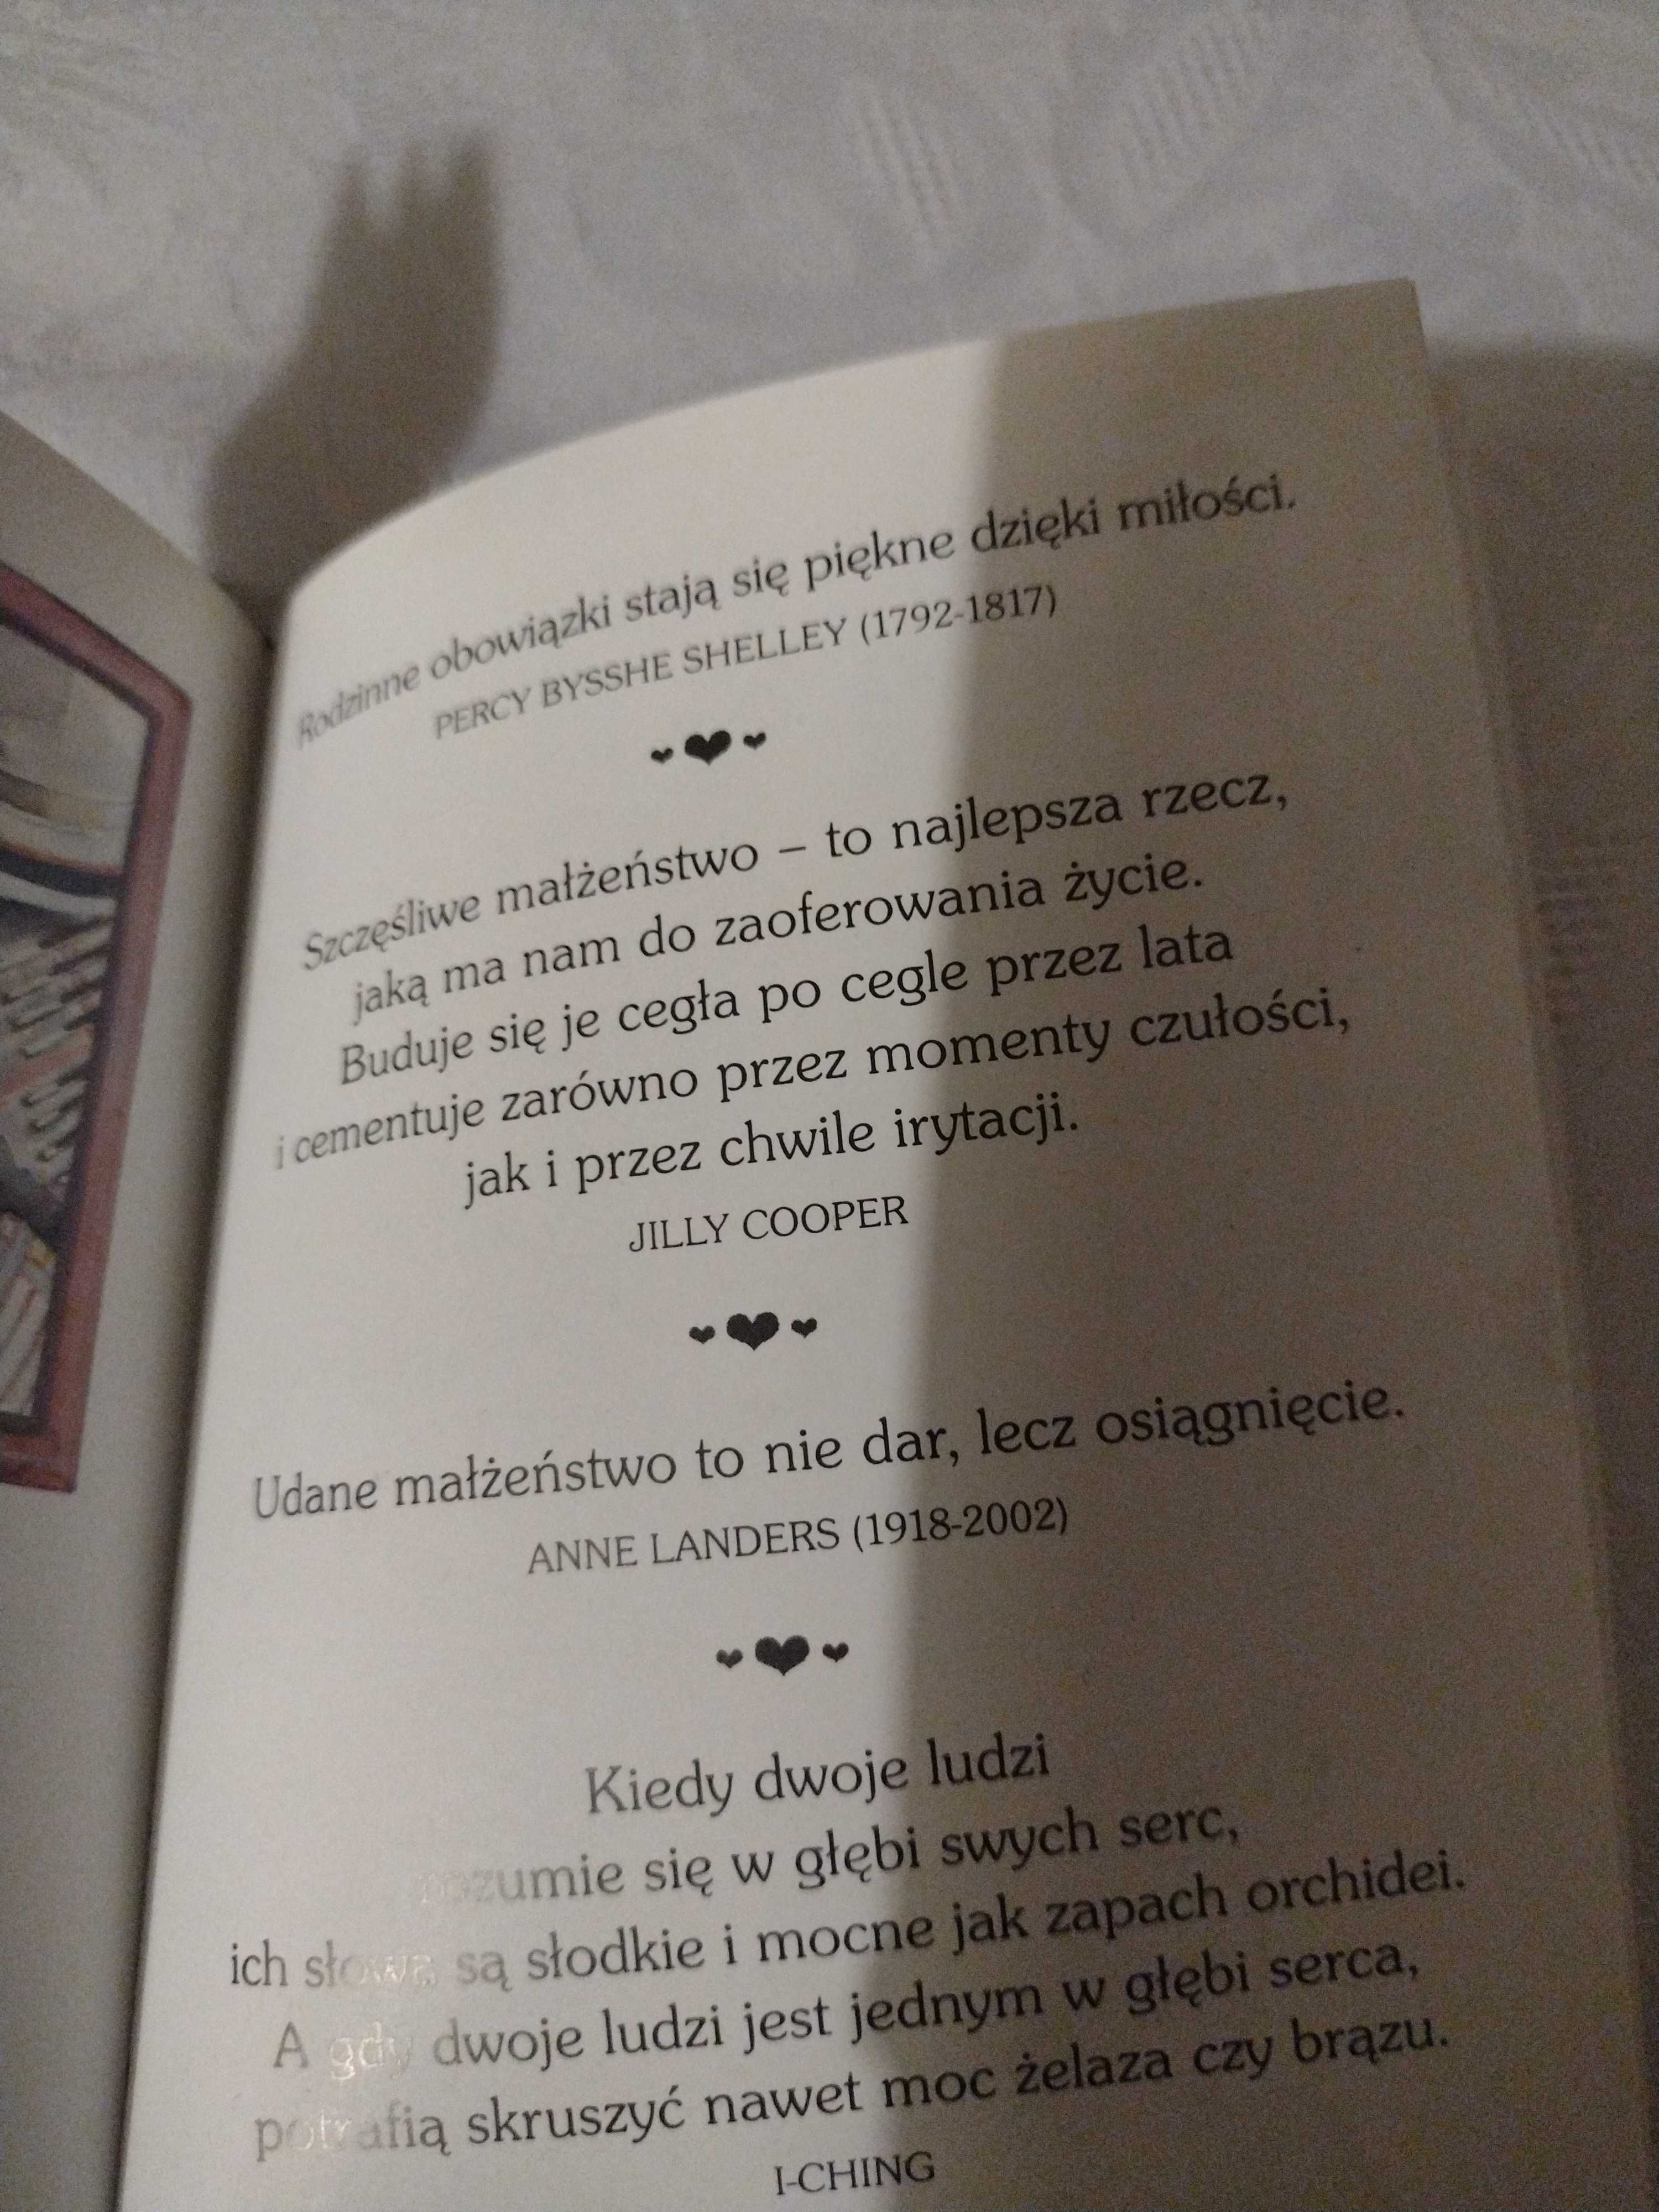 Rodzinne obowiązki stają się piękne dzięki miłości.
PERCY BYSSHE SHELLEY (1792-1817)
Szczęśliwe małżeństwo – to najlepsza rzecz,
jaką ma nam do zaoferowania życie.
Buduje się je cegła po cegle przez lata
i cementuje zarówno przez momenty czułości,
jak i przez chwile irytacji.
JILLY COOPER
Udane małżeństwo to nie dar, lecz osiągnięcie.
ANNE LANDERS (1918-2002)
Kiedy dwoje ludzi
rozumie się w głębi swych serc,
ich słowa są słodkie i mocne jak zapach orchidei.
A gdy dwoje ludzi jest jednym w głębi serca,
potrafią skruszyć nawet moc żelaza czy brązu.
I-CHING